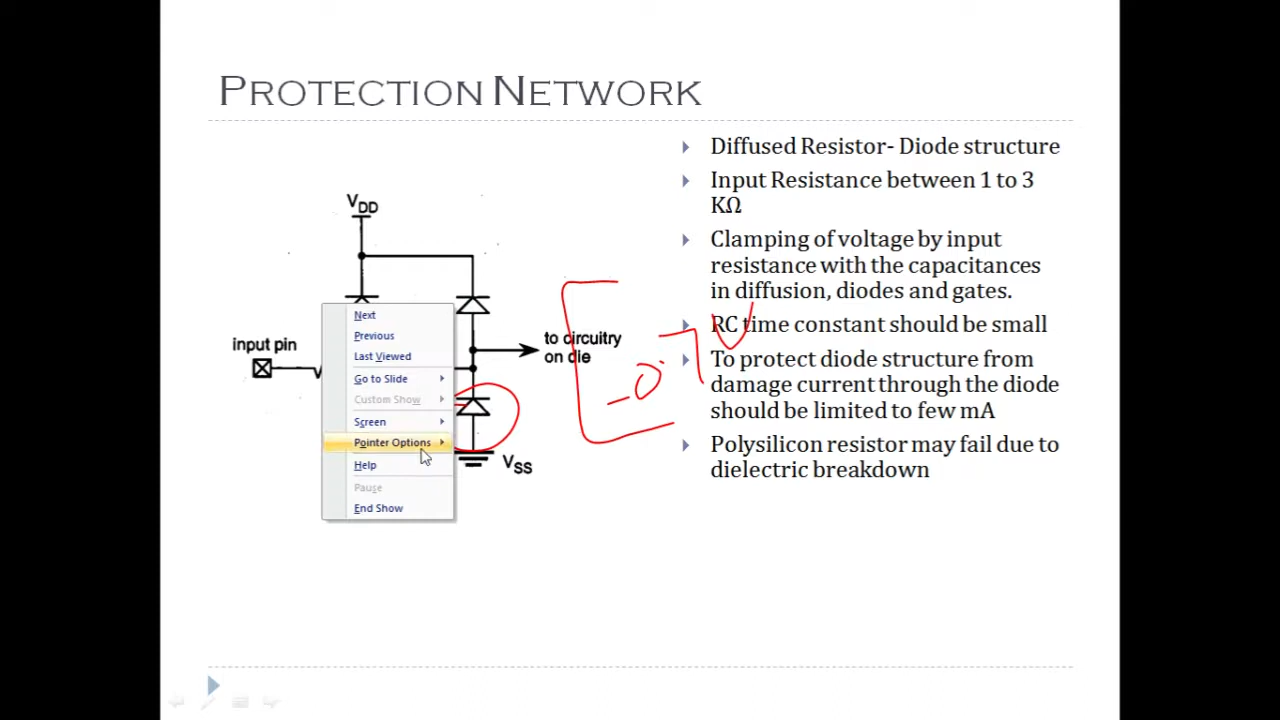 PROTECTION NETWORK
VDD
input pin
to circuitry
on die
VSS
Next
Previous
Last Viewed
Go to Slide
Custom Show
Screen
Pointer Options
Help
Pause
End Show
-0.7V
Diffused Resistor- Diode structure
Input Resistance between 1 to 3
KΩ
Clamping of voltage by input
resistance with the capacitances
in diffusion, diodes and gates.
RC time constant should be small
To protect diode structure from
damage current through the diode
should be limited to few mA
Polysilicon resistor may fail due to
dielectric breakdown